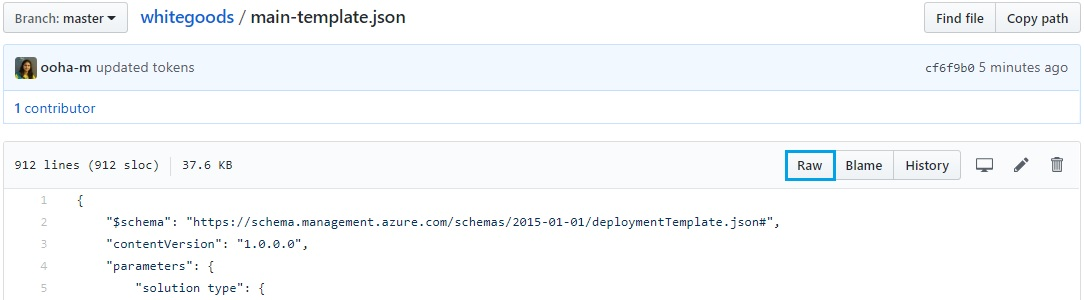 Branch: master whitegoods / main-template.json Find file Copy path
ooha-m updated tokens cf6f9b0 5 minutes ago
1 contributor
912 lines (912 sloc) 37.6 KB Raw Blame History
1 {
2 "$schema": "https://schema.management.azure.com/schemas/2015-01-01/deploymentTemplate.json#",
3 "contentVersion": "1.0.0.0",
4 "parameters": {
5 "solution type": {